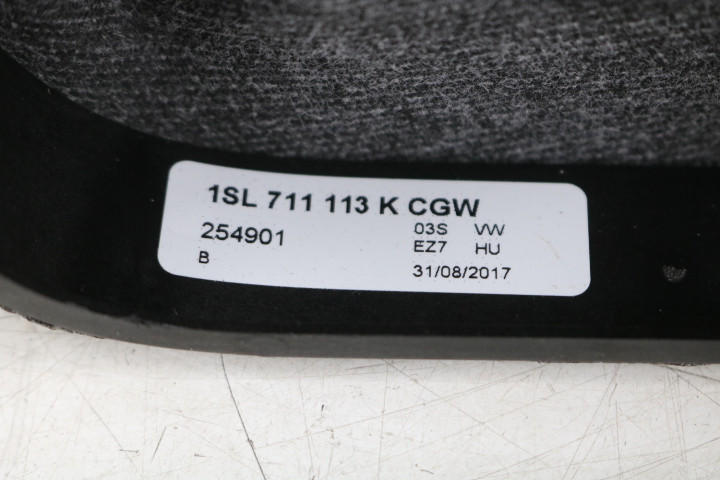 1SL 711 113 K CGW
254901 03S VW
B EZ7 HU
31/08/2017